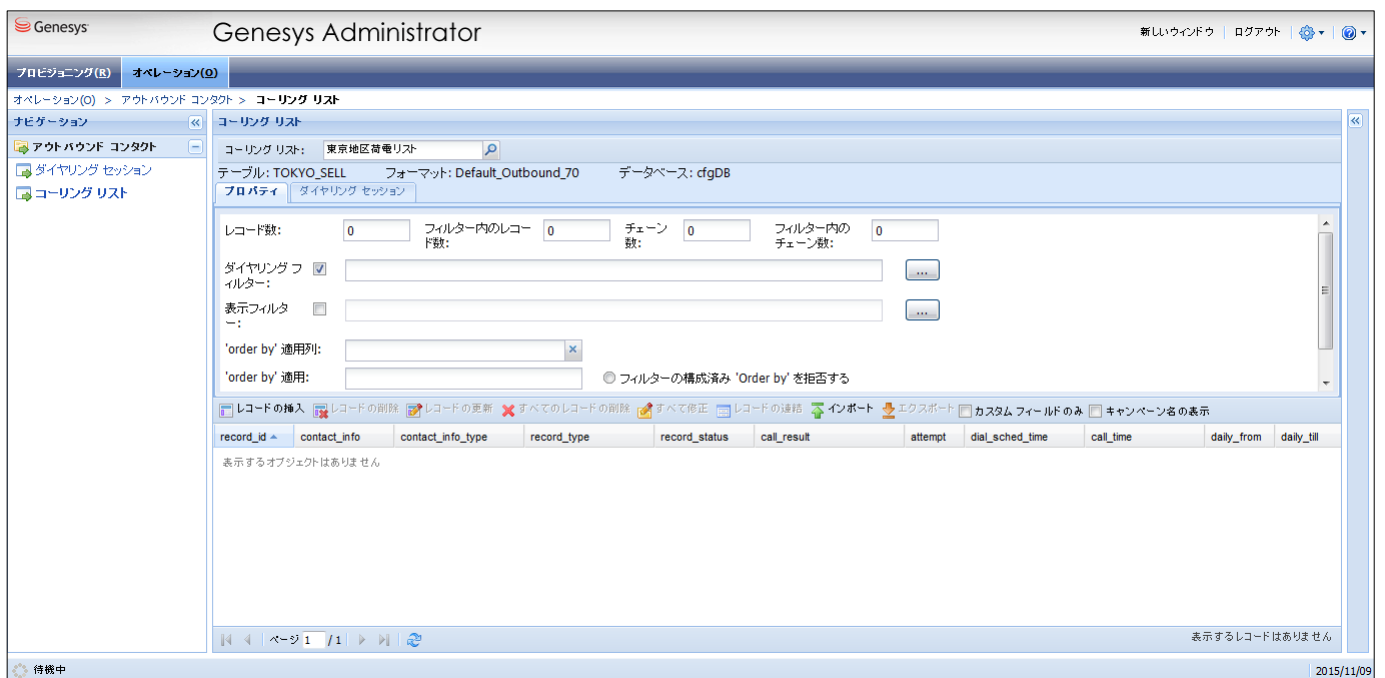 Genesys
Genesys Administrator
新しいウィンドウ ログアウト
プロビジョニング(R) オペレーション(O)
オペレーション(O) > アウトバウンド コンタクト > コーリング リスト
ナビゲーション
アウトバウンド コンタクト
ダイヤリング セッション
コーリング リスト
コーリング リスト
コーリング リスト: 東京地区荷電リスト
テーブル: TOKYO_SELL フォーマット: Default_Outbound_70 データベース: cfgDB
プロパティ ダイヤリング セッション
レコード数: 0 フィルター内のレコード数: 0 チェーン数: 0 フィルター内のチェーン数: 0
ダイヤリング フィルター: ...
表示フィルター: ...
'order by' 適用列:
'order by' 適用: フィルターの構成済み 'Order by' を拒否する
レコードの挿入 レコードの削除 レコードの更新 すべてのレコードの削除 すべて修正 レコードの連結 インポート エクスポート カスタム フィールドのみ キャンペーン名の表示
record_id contact_info contact_info_type record_type record_status call_result attempt dial_sched_time call_time daily_from daily_till
表示するオブジェクトはありません
ページ 1 / 1 表示するレコードはありません
待機中 2015/11/09